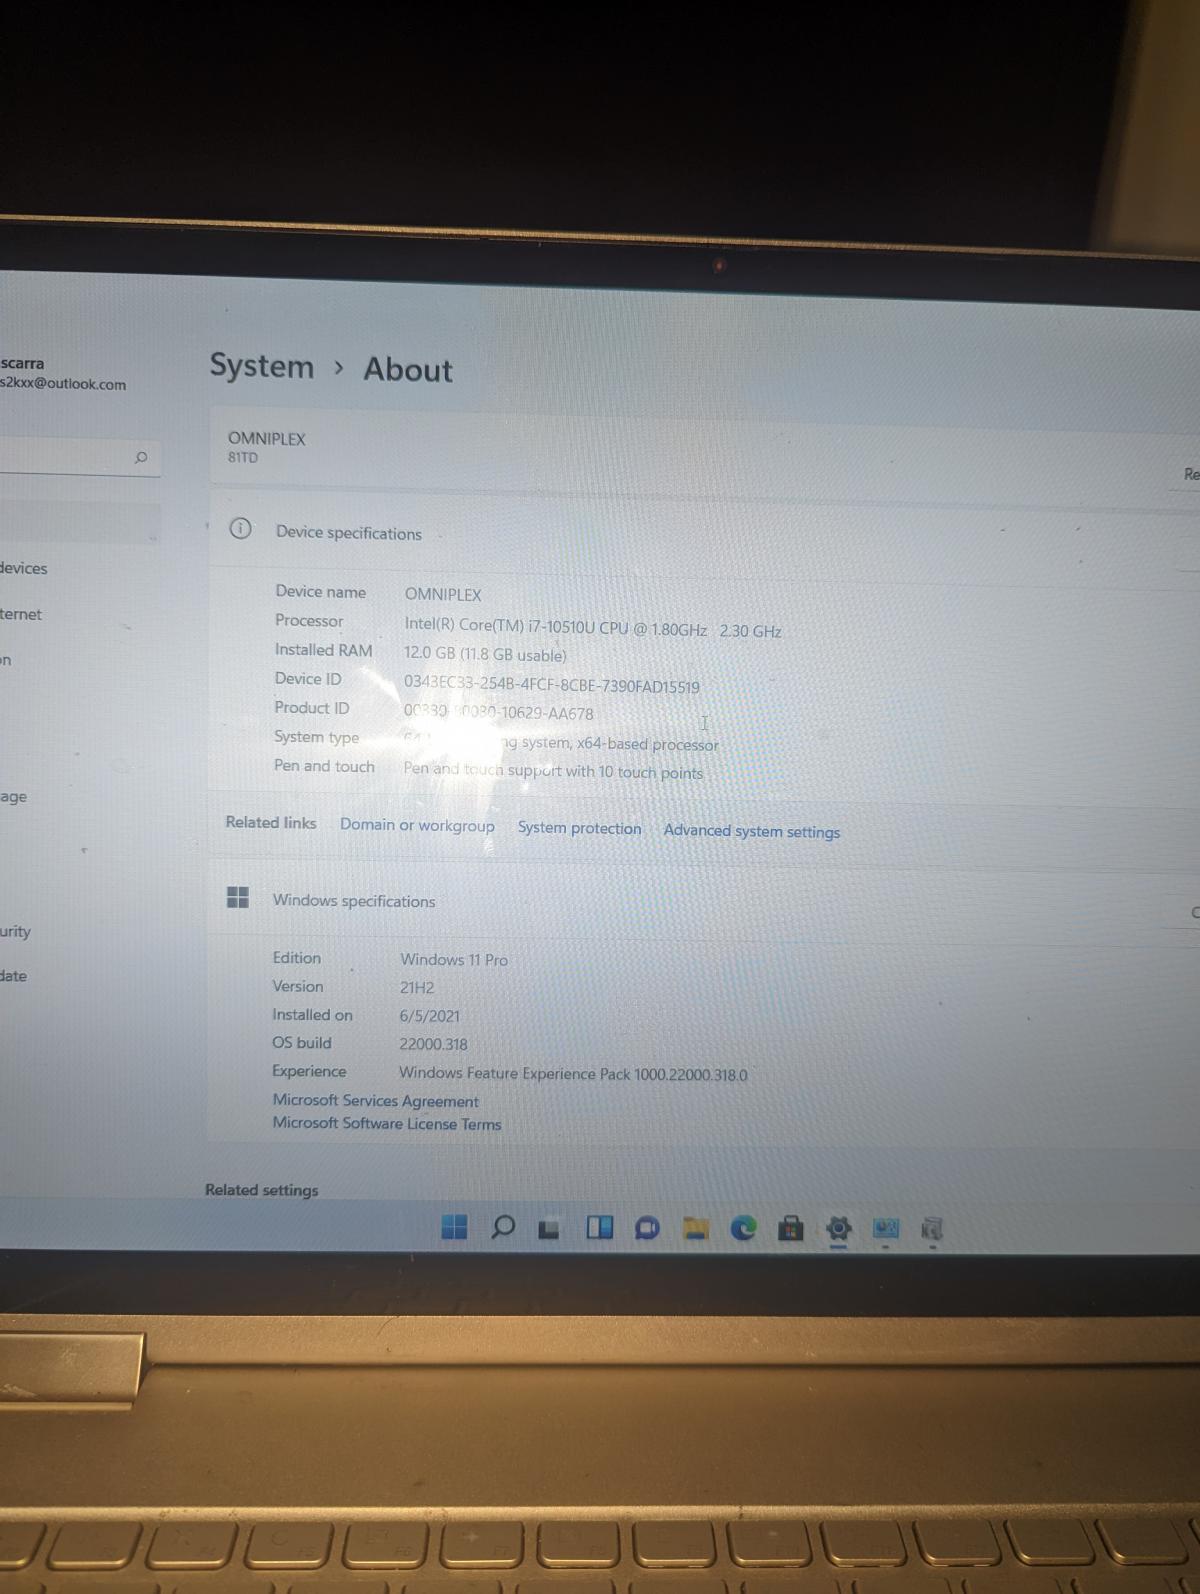 scarra
s2kxx@outlook.com
System > About
OMNIPLEX
81TD
Re
Device specifications
devices
Device name OMNIPLEX
ternet
Processor Intel(R) Core(TM) i7-10510U CPU @ 1.80GHz 2.30 GHz
Installed RAM 12.0 GB (11.8 GB usable)
on
Device ID 0343EC33-254B-4FCF-8CBE-7390FAD15519
Product ID -10629-AA678
System type system, x64-based processor
Pen and touch Pen and touch support with 10 touch points
age
Related links Domain or workgroup System protection Advanced system settings
Windows specifications
urity
Edition Windows 11 Pro
date
Version 21H2
Installed on 6/5/2021
OS build 22000.318
Experience Windows Feature Experience Pack 1000.22000.318.0
Microsoft Services Agreement
Microsoft Software License Terms
Related settings